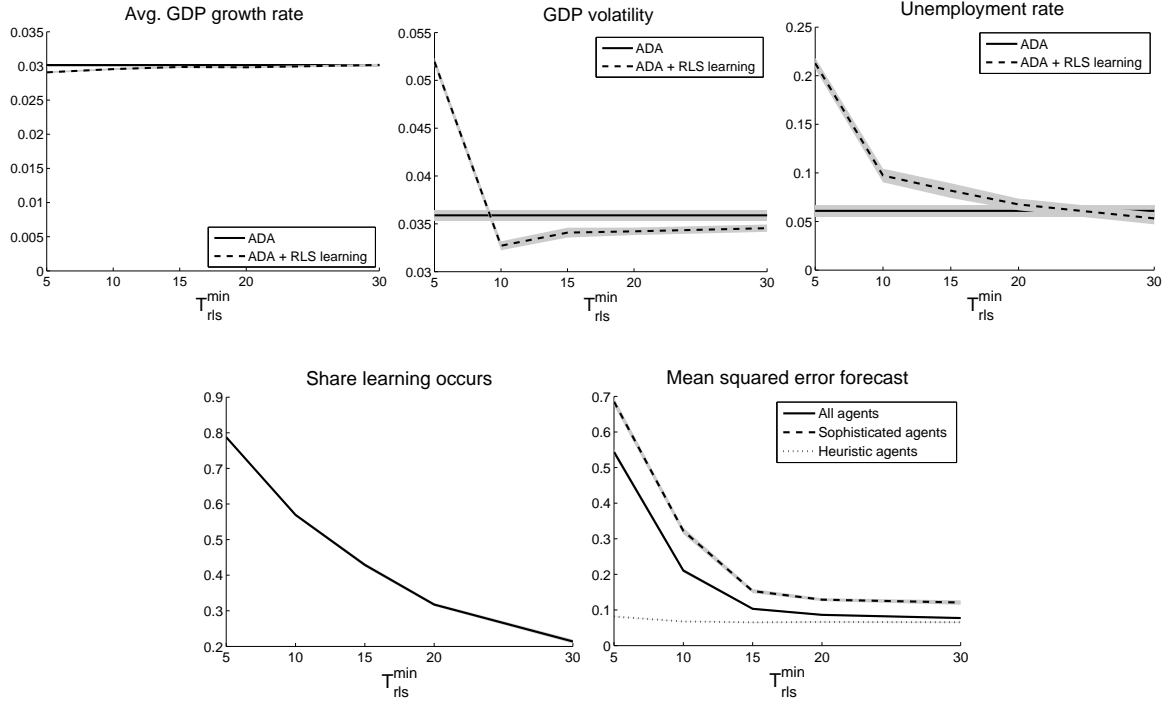 Avg. GDP growth rate
0.035
0.03
0.025
0.02
0.015
0.01
0.005
0
5 10 15 20 30
T_rls^min
ADA
ADA + RLS learning
GDP volatility
0.055
0.05
0.045
0.04
0.035
0.03
5 10 15 20 30
T_rls^min
ADA
ADA + RLS learning
Unemployment rate
0.25
0.2
0.15
0.1
0.05
0
5 10 15 20 30
T_rls^min
ADA
ADA + RLS learning
Share learning occurs
0.9
0.8
0.7
0.6
0.5
0.4
0.3
0.2
5 10 15 20 30
T_rls^min
Mean squared error forecast
0.7
0.6
0.5
0.4
0.3
0.2
0.1
0
5 10 15 20 30
T_rls^min
All agents
Sophisticated agents
Heuristic agents